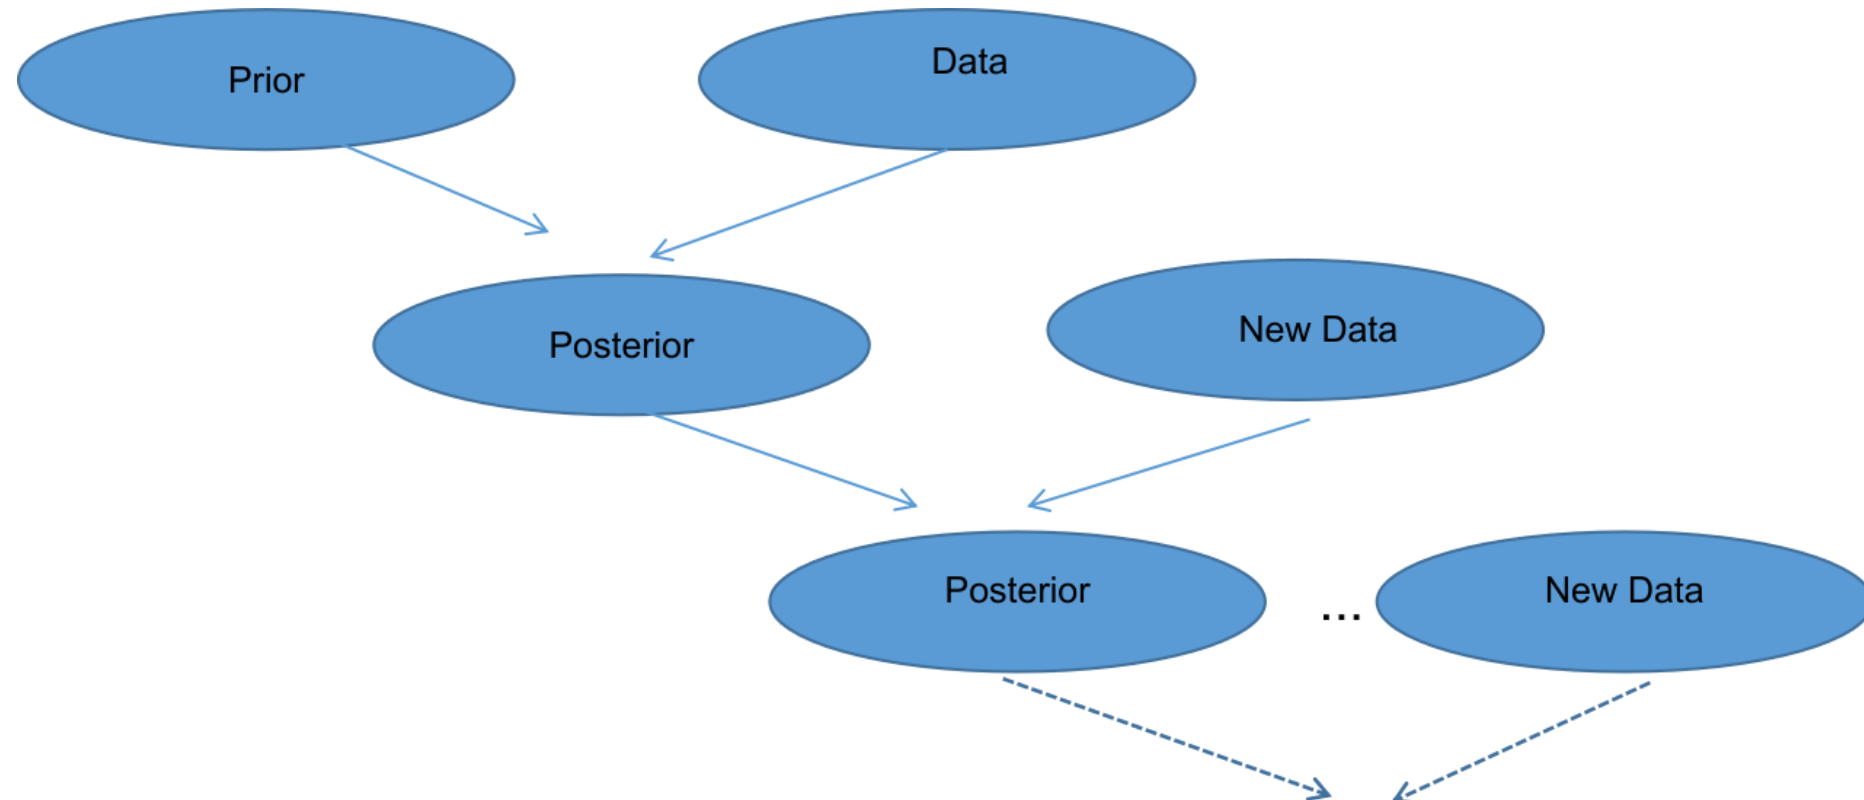 Prior
Data
Posterior
New Data
Posterior
...
New Data